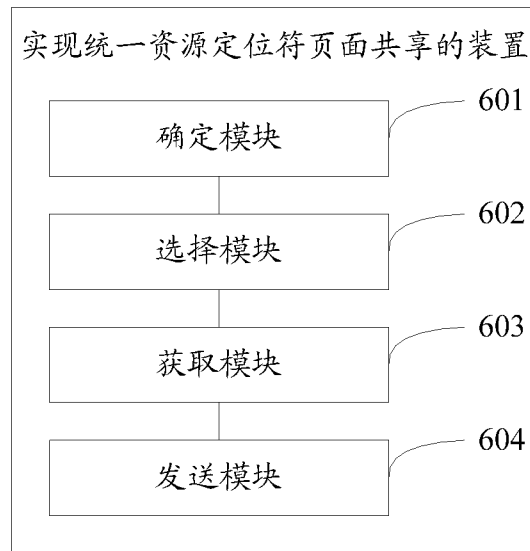 实现统一资源定位符页面共享的装置
确定模块
601
选择模块
602
获取模块
603
发送模块
604